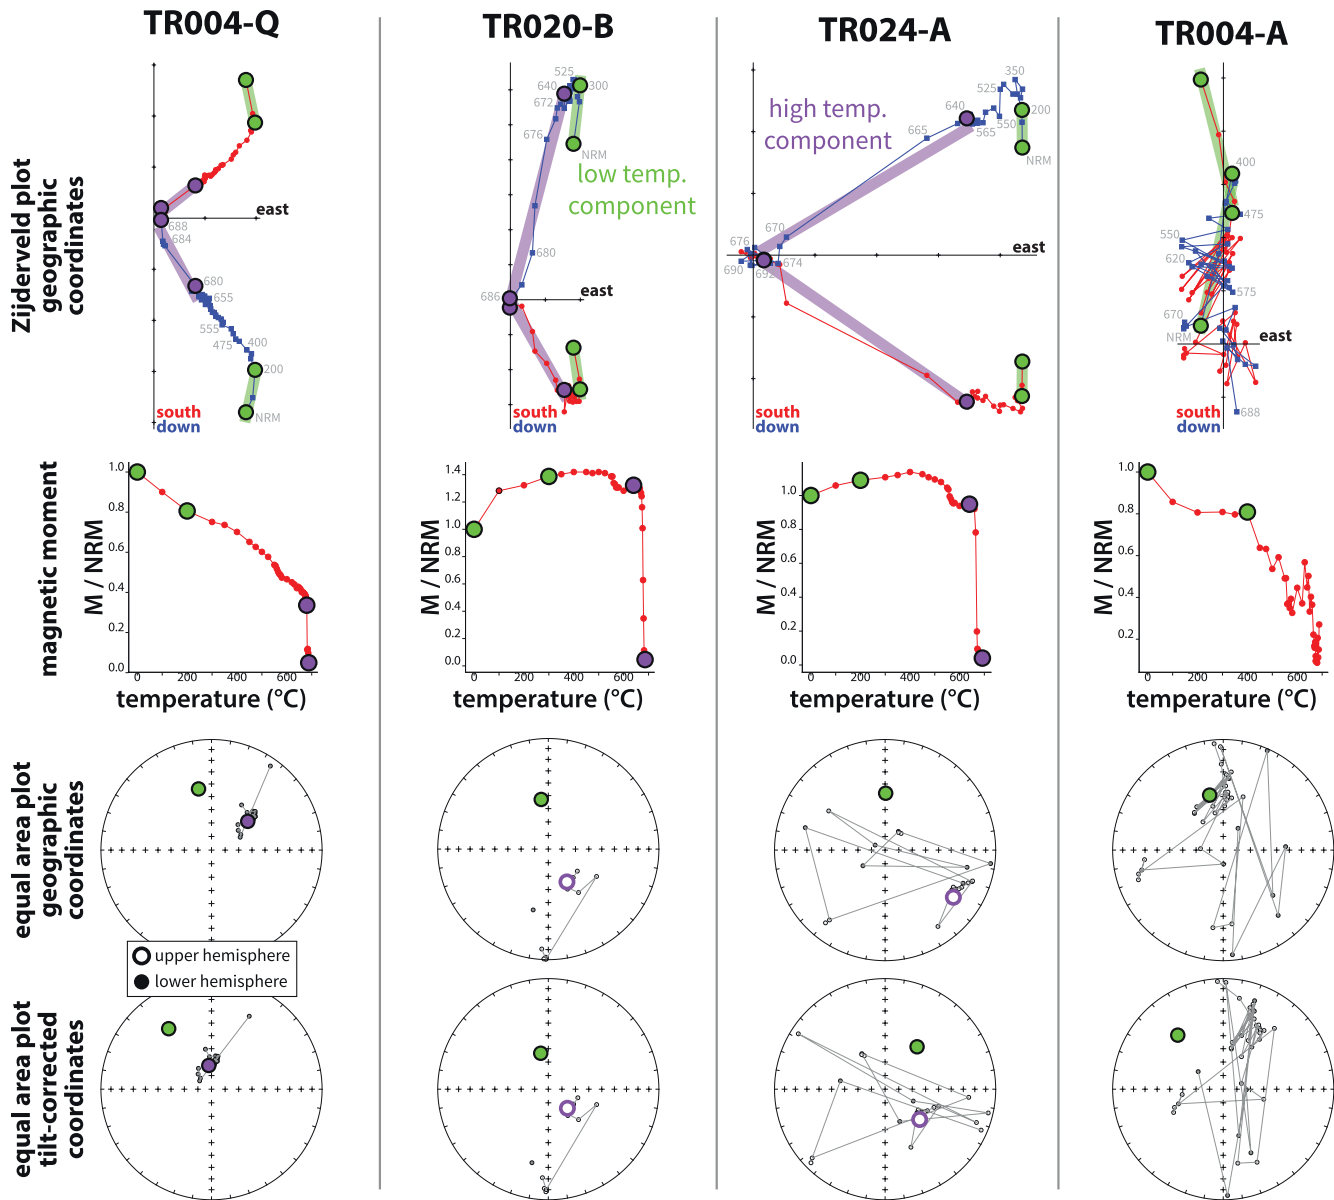 TR004-Q
TR020-B
TR024-A
TR004-A
Zijderveld plot
geographic
coordinates
east
688
684
680
655
555
475
400
200
NRM
south
down
525
640
300
672
676
NRM
low temp.
component
680
686
east
south
down
high temp.
component
350
525
640
200
665
565
550
NRM
670
676
east
690
692
674
south
down
400
475
550
620
575
670
NRM
east
south
down
688
magnetic moment
M / NRM
1.0
0.8
0.6
0.4
0.2
0.0
0
200
400
600
temperature (°C)
M / NRM
1.4
1.2
1.0
0.8
0.6
0.4
0.2
0.0
0
200
400
600
temperature (°C)
M / NRM
1.0
0.8
0.6
0.4
0.2
0.0
0
200
400
600
temperature (°C)
M / NRM
1.0
0.8
0.6
0.4
0.2
0
200
400
600
temperature (°C)
equal area plot
geographic
coordinates
upper hemisphere
lower hemisphere
equal area plot
tilt-corrected
coordinates